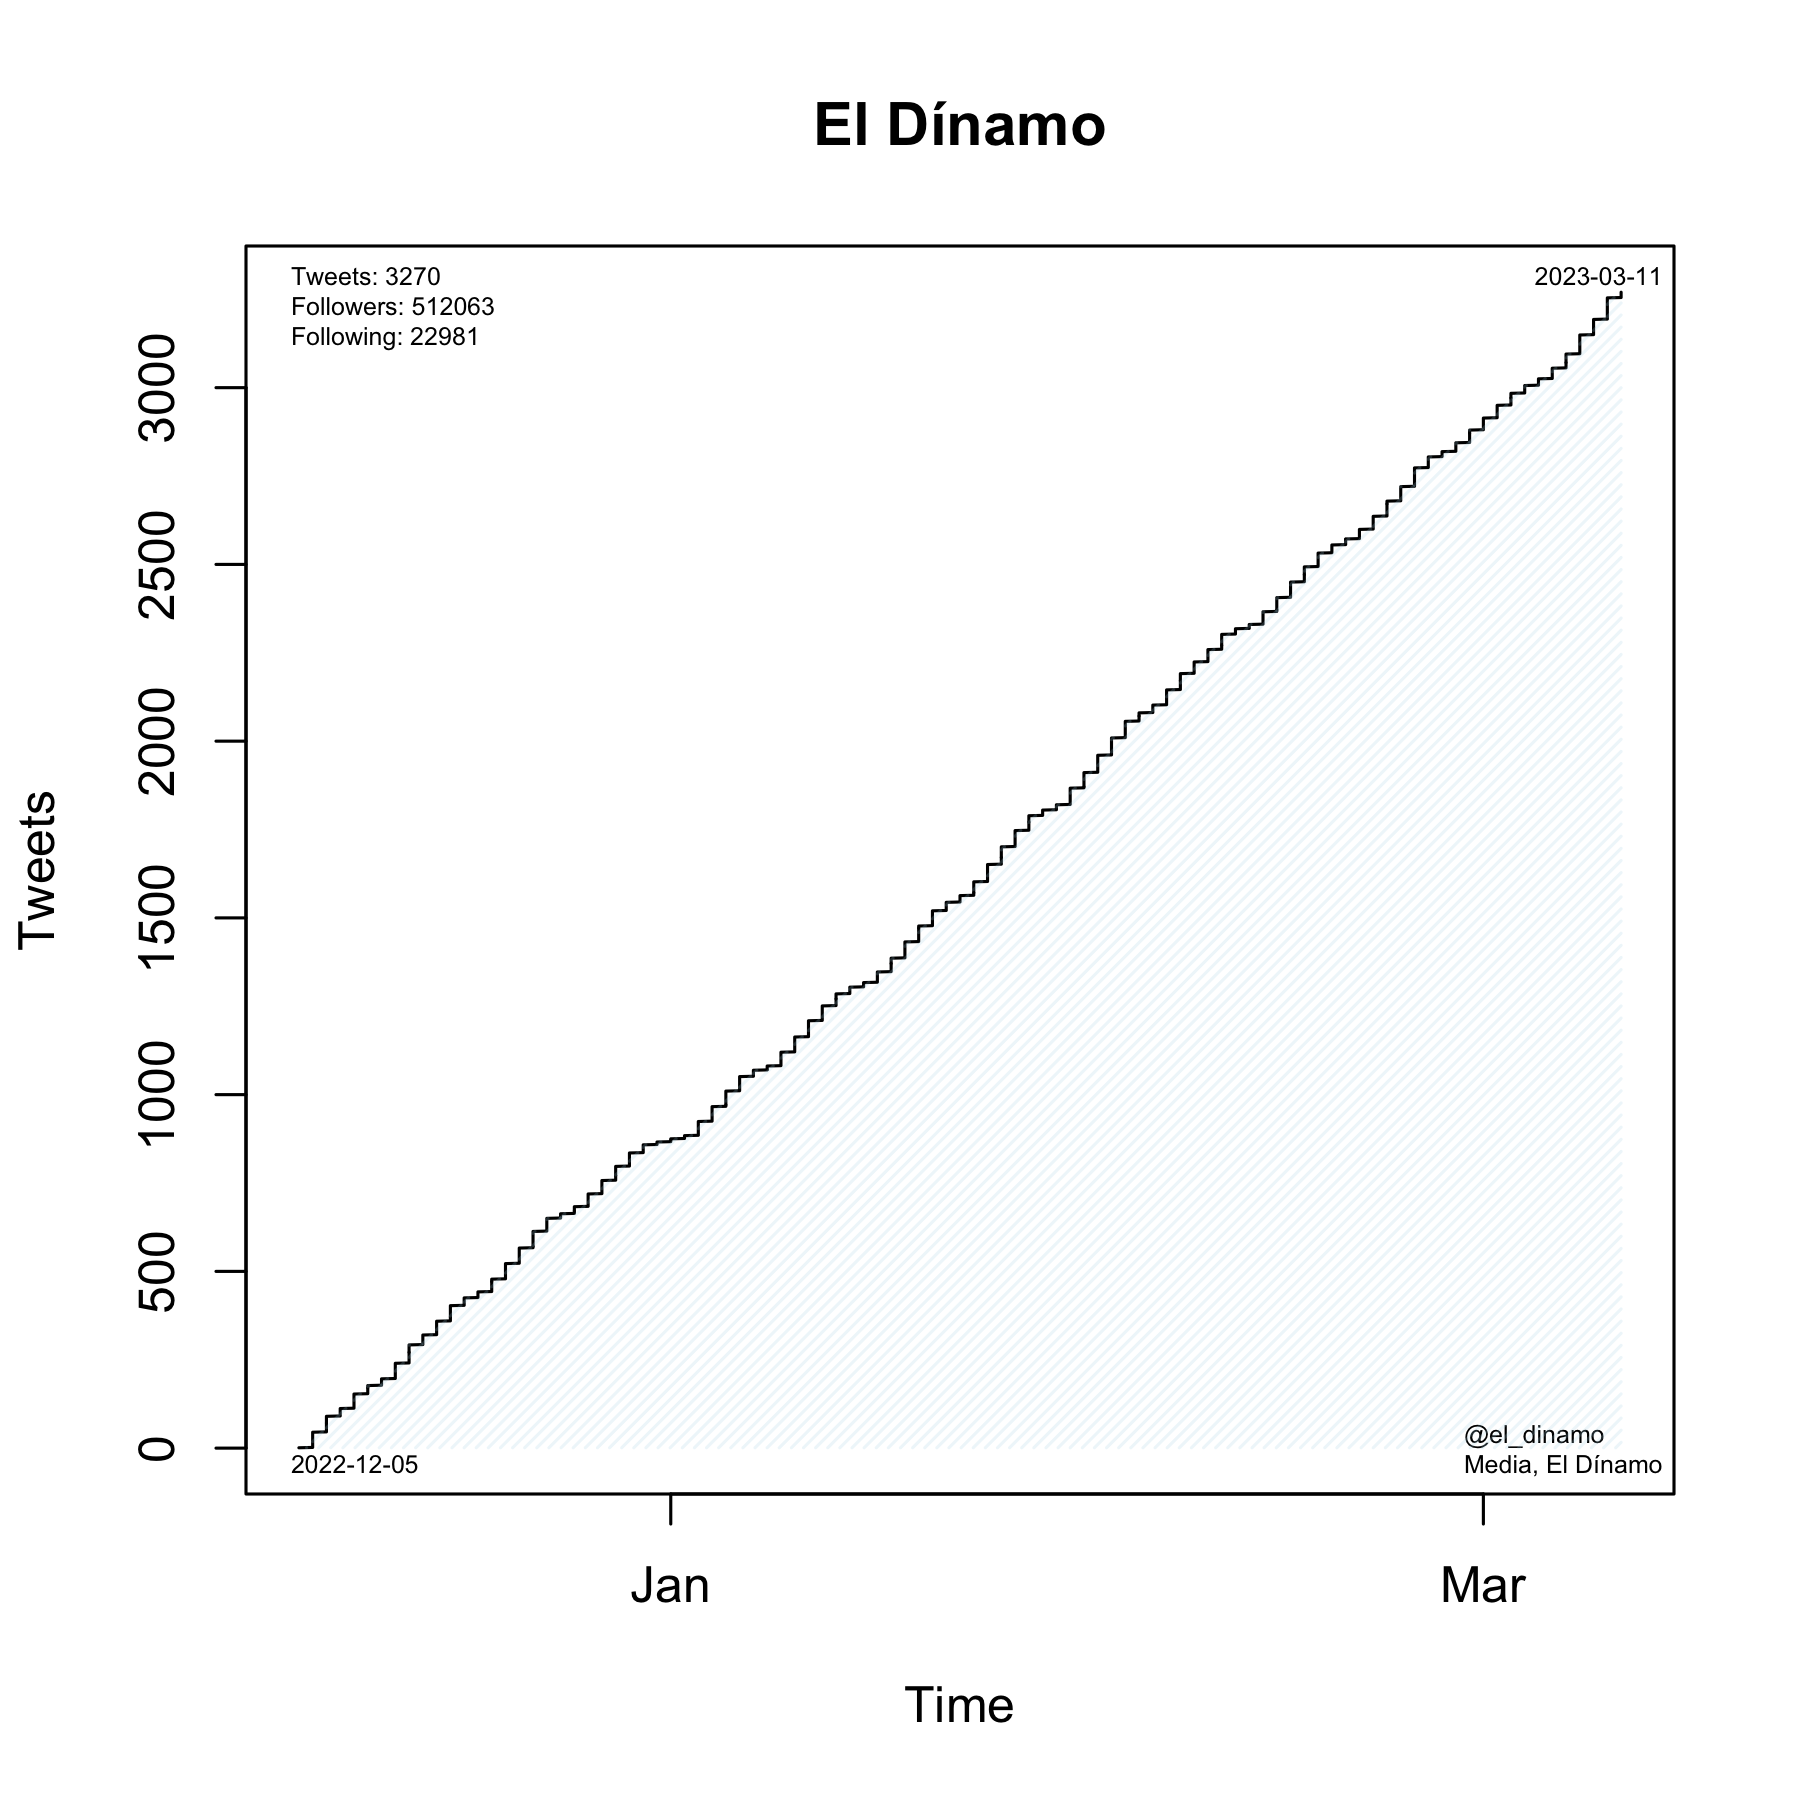 El Dínamo
Tweets: 3270
Followers: 512063
Following: 22981
2023-03-11
3000
2500
2000
1500
1000
500
0
Tweets
2022-12-05
@el_dinamo
Media, El Dínamo
Jan
Mar
Time